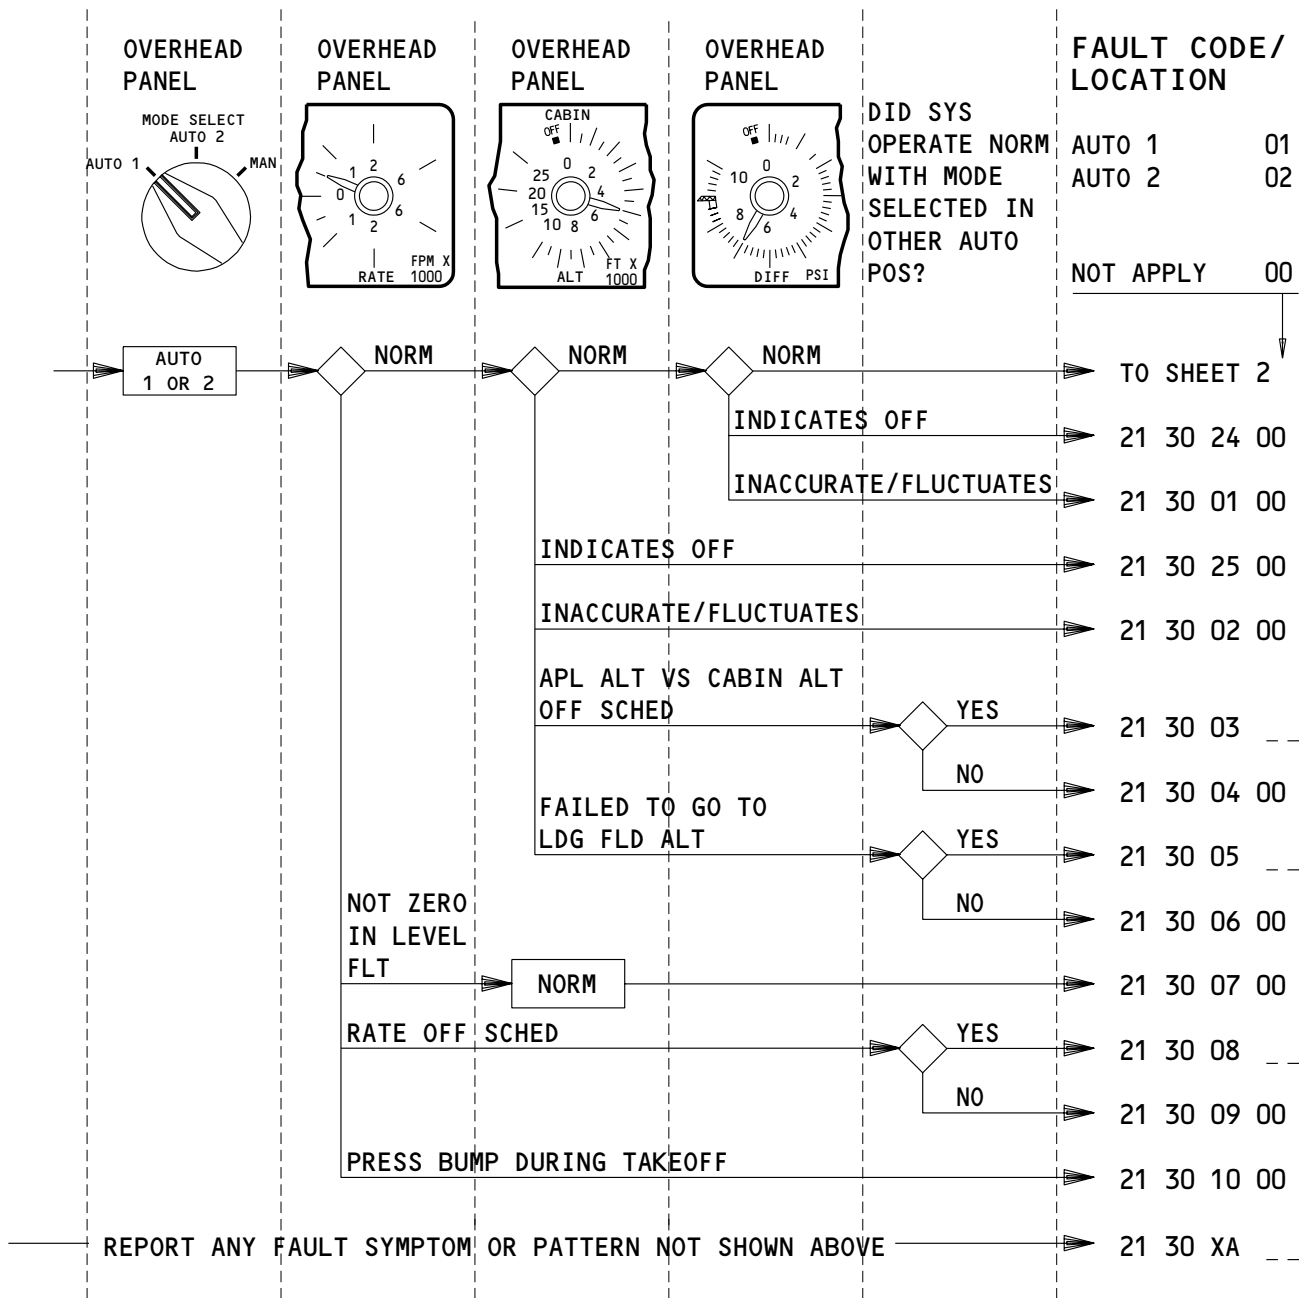 OVERHEAD
PANEL
MODE SELECT
AUTO 2
AUTO 1
MAN
OVERHEAD
PANEL
2
1
6
0
1
6
2
FPM X
RATE 1000
OVERHEAD
PANEL
CABIN
OFF
0
25 2
20 4
15 6
10 8
FT X
ALT 1000
OVERHEAD
PANEL
OFF
0
10 2
8 4
6
DIFF PSI
DID SYS
OPERATE NORM
WITH MODE
SELECTED IN
OTHER AUTO
POS?
FAULT CODE/
LOCATION
AUTO 1 01
AUTO 2 02
NOT APPLY 00
AUTO
1 OR 2
NORM
NORM
NORM
TO SHEET 2
INDICATES OFF
21 30 24 00
INACCURATE/FLUCTUATES
21 30 01 00
INDICATES OFF
21 30 25 00
INACCURATE/FLUCTUATES
21 30 02 00
APL ALT VS CABIN ALT
OFF SCHED
YES
21 30 03 _ _
NO
21 30 04 00
FAILED TO GO TO
LDG FLD ALT
YES
21 30 05 _ _
NO
21 30 06 00
NOT ZERO
IN LEVEL
FLT
NORM
21 30 07 00
RATE OFF SCHED
YES
21 30 08 _ _
NO
21 30 09 00
PRESS BUMP DURING TAKEOFF
21 30 10 00
REPORT ANY FAULT SYMPTOM OR PATTERN NOT SHOWN ABOVE
21 30 XA _ _